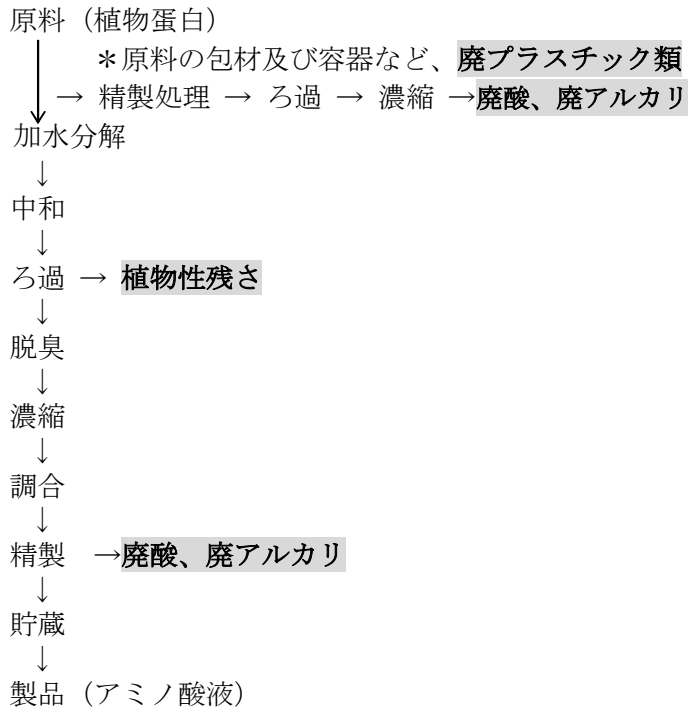 原料（植物蛋白）
＊原料の包材及び容器など、廃プラスチック類
→ 精製処理 → ろ過 → 濃縮 →廃酸、廃アルカリ
加水分解
↓
中和
↓
ろ過 → 植物性残さ
↓
脱臭
↓
濃縮
↓
調合
↓
精製 →廃酸、廃アルカリ
↓
貯蔵
↓
製品（アミノ酸液）